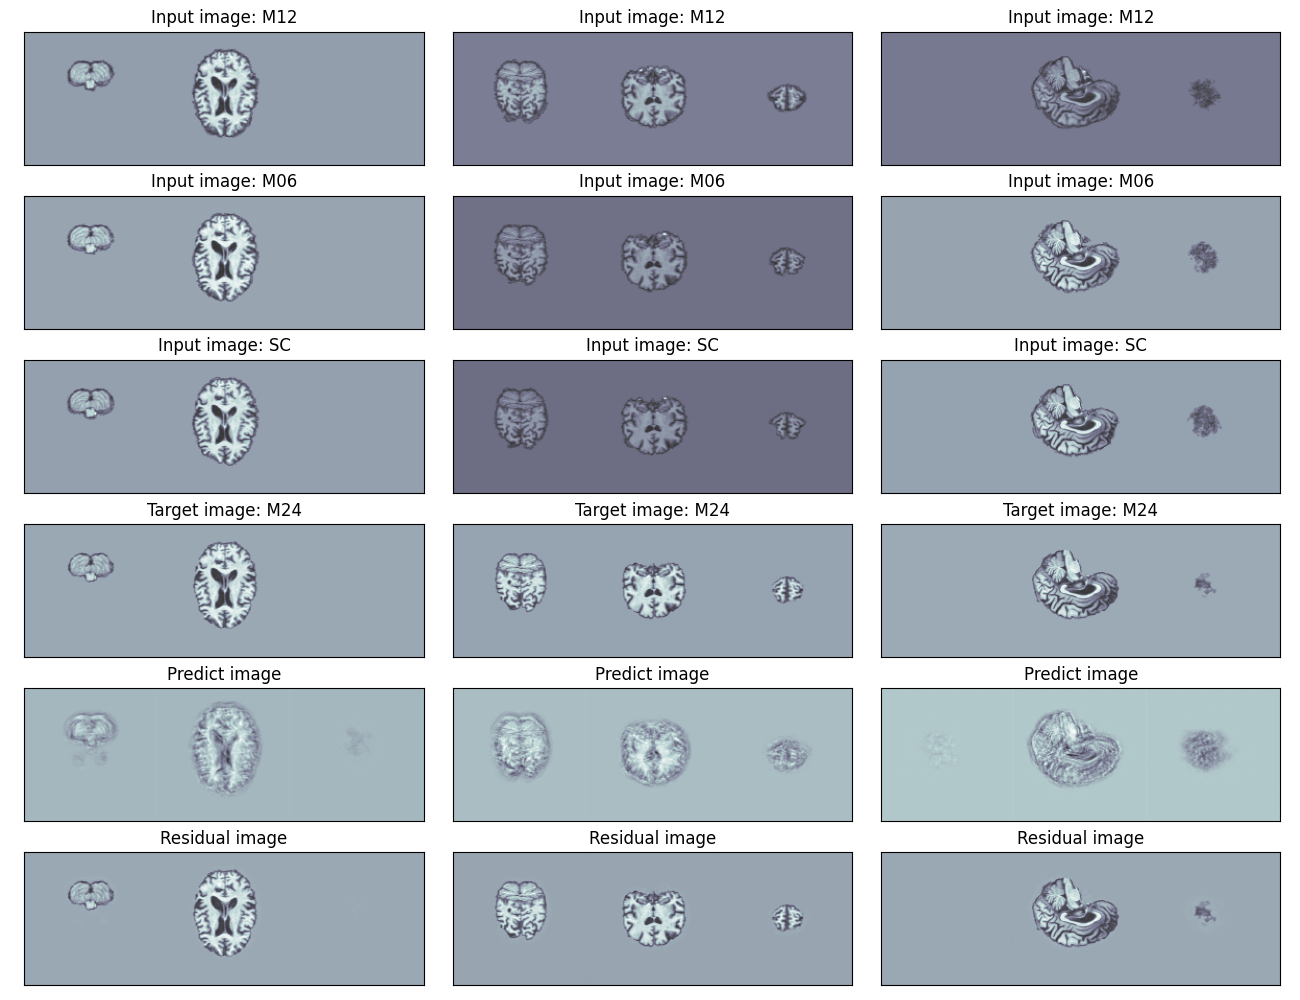 Input image: M12 Input image: M12 Input image: M12
Input image: M06 Input image: M06 Input image: M06
Input image: SC Input image: SC Input image: SC
Target image: M24 Target image: M24 Target image: M24
Predict image Predict image Predict image
Residual image Residual image Residual image